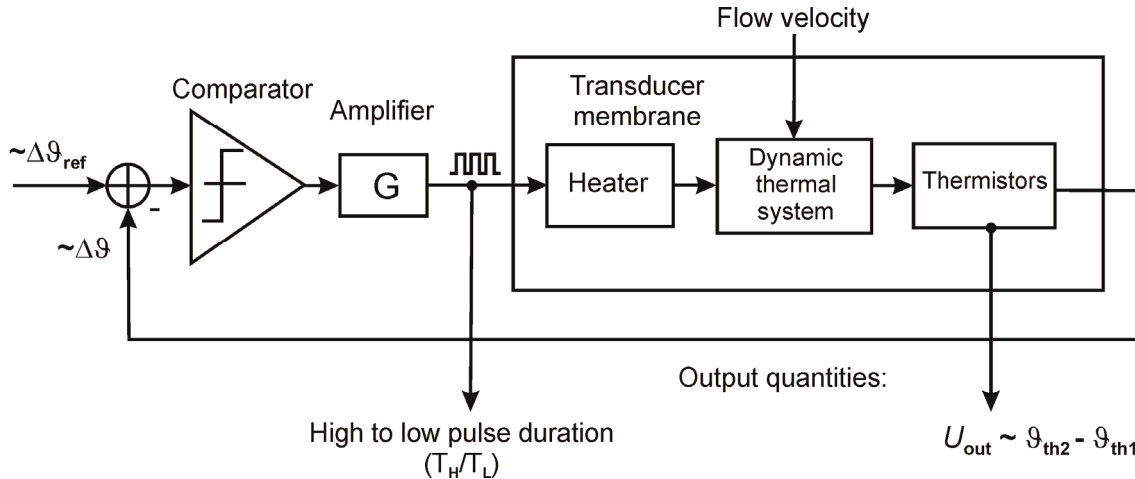 Flow velocity
Comparator
Amplifier
Transducer
membrane
~Δϑref
G
Heater
Dynamic
thermal
system
Thermistors
-
~Δϑ
Output quantities:
High to low pulse duration
(TH/TL)
Uout ~ ϑth2 - ϑth1